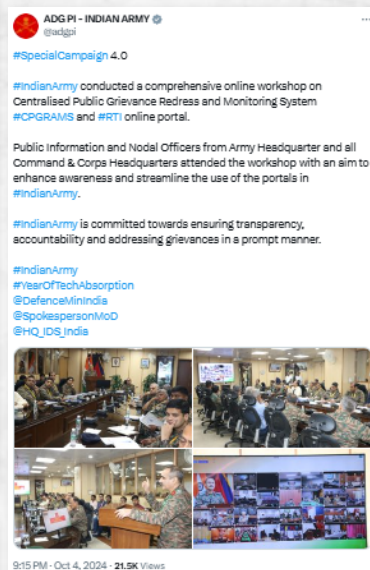 ADG PI - INDIAN ARMY
@adgpi
#SpecialCampaign 4.0
#IndianArmy conducted a comprehensive online workshop on
Centralised Public Grievance Redress and Monitoring System
#CPGRAMS and #RTI online portal.
Public Information and Nodal Officers from Army Headquarter and all
Command & Corps Headquarters attended the workshop with an aim to
enhance awareness and streamline the use of the portals in
#IndianArmy.
#IndianArmy is committed towards ensuring transparency,
accountability and addressing grievances in a prompt manner.
#IndianArmy
#YearOfTechAbsorption
@DefenceMinIndia
@SpokespersonMoD
@HQ_IDS_India
9:15 PM · Oct 4, 2024 · 21.5K Views